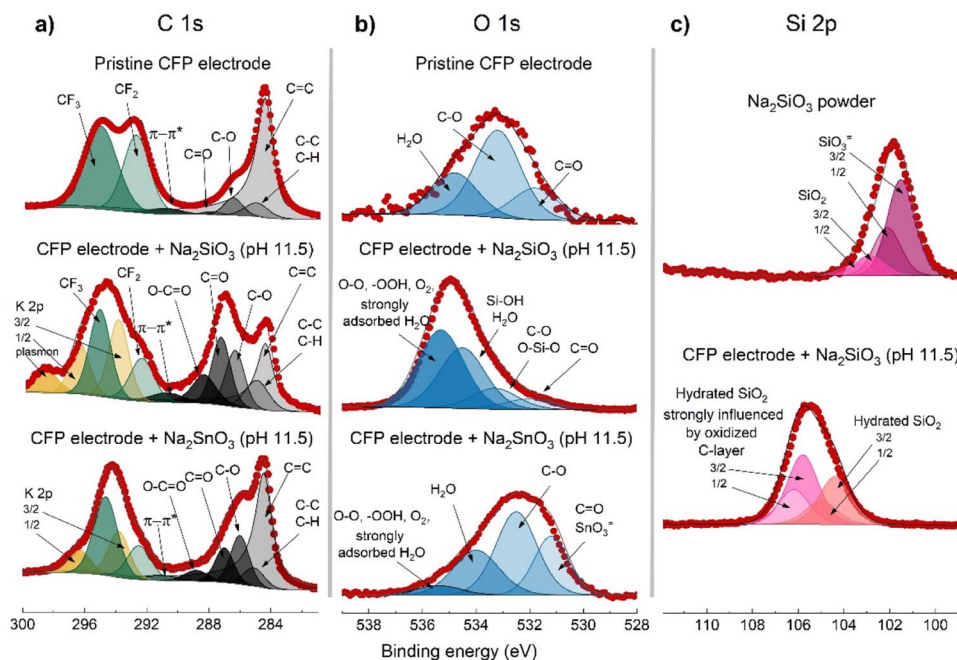 a)
C 1s
Pristine CFP electrode
CF₃
CF₂
π–π*
C=O
C-O
C=C
C-C
C-H
CFP electrode + Na₂SiO₃ (pH 11.5)
K 2p
3/2
1/2
plasmon
CF₃
CF₂
π–π*
O-C=O
C=O
C-O
C=C
C-C
C-H
CFP electrode + Na₂SnO₃ (pH 11.5)
K 2p
3/2
1/2
π–π*
O-C=O
C=O
C-O
C=C
C-C
C-H
300 296 292 288 284
b)
O 1s
Pristine CFP electrode
H₂O
C-O
C=O
CFP electrode + Na₂SiO₃ (pH 11.5)
O-O, -OOH, O₂,
strongly
adsorbed H₂O
Si-OH
H₂O
C-O
O-Si-O
C=O
CFP electrode + Na₂SnO₃ (pH 11.5)
O-O, -OOH, O₂,
strongly
adsorbed H₂O
H₂O
C-O
C=O
SnO₃⁼
538 536 534 532 530 528
Binding energy (eV)
c)
Si 2p
Na₂SiO₃ powder
SiO₃⁼
3/2
1/2
SiO₂
3/2
1/2
CFP electrode + Na₂SiO₃ (pH 11.5)
Hydrated SiO₂
strongly influenced
by oxidized
C-layer
3/2
1/2
Hydrated SiO₂
3/2
1/2
110 108 106 104 102 100